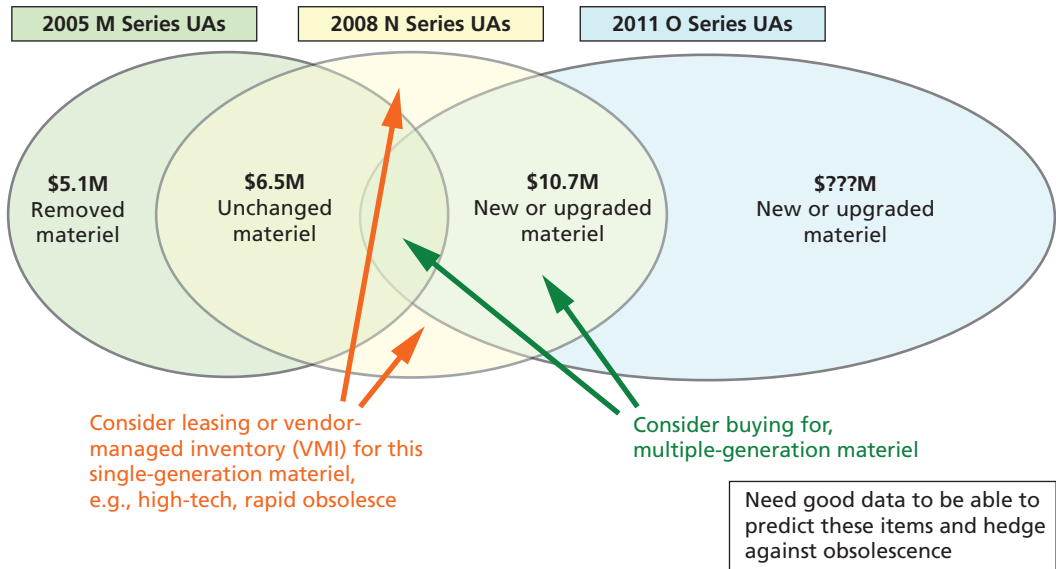 2005 M Series UAs
2008 N Series UAs
2011 O Series UAs
$5.1M
Removed
materiel
$6.5M
Unchanged
materiel
$10.7M
New or upgraded
materiel
$???M
New or upgraded
materiel
Consider leasing or vendor-
managed inventory (VMI) for this
single-generation materiel,
e.g., high-tech, rapid obsolesce
Consider buying for,
multiple-generation materiel
Need good data to be able to
predict these items and hedge
against obsolescence